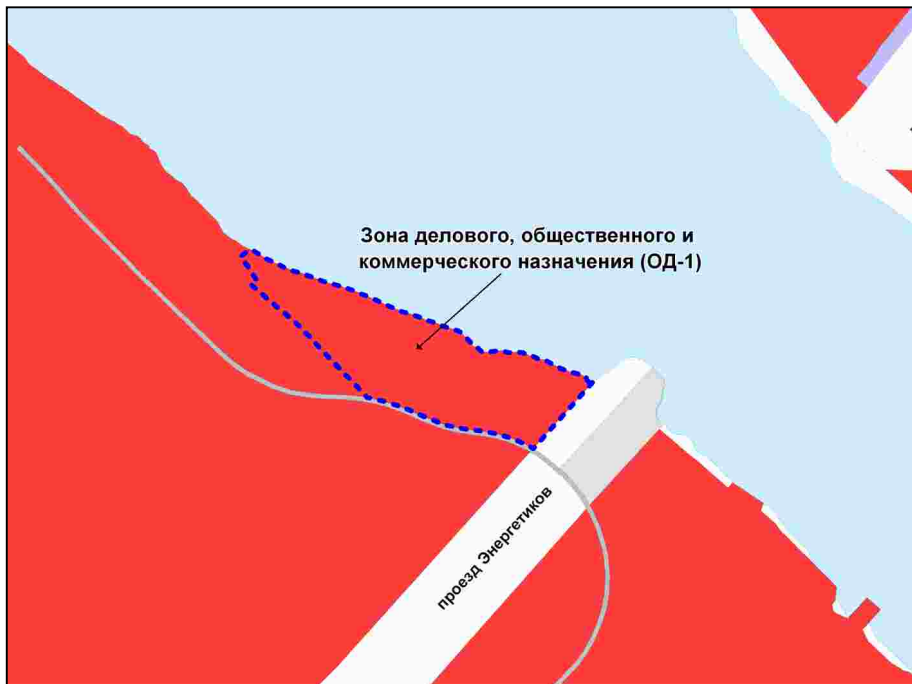 Зона делового, общественного и
коммерческого назначения (ОД-1)
проезд Энергетиков